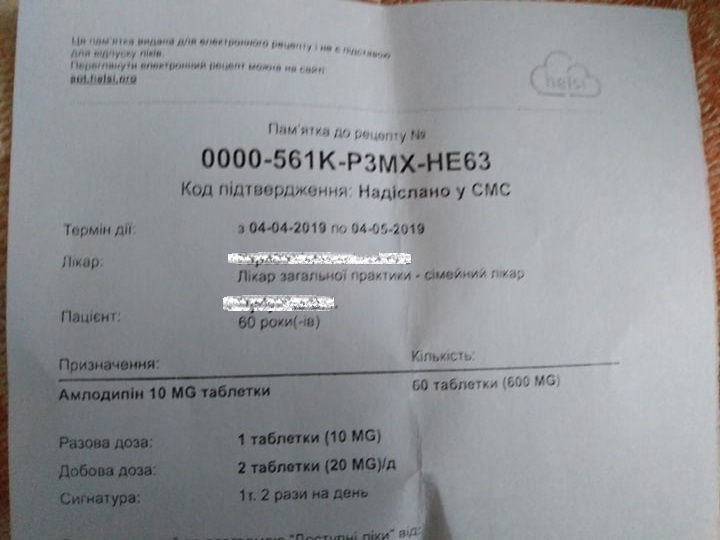 Ця пам'ятка видана для електронного рецепту і не є підставою
для відпуску ліків.
Переглянути електронний рецепт можна на сайті:
helsi
Пам'ятка до рецепту №
0000-561K-P3MX-HE63
Код підтвердження: Надіслано у СМС
Термін дії: з 04-04-2019 по 04-05-2019
Лікар:
Лікар загальної практики - сімейний лікар
Пацієнт:
60 роки(-ів)
Призначення: Кількість:
Амлодипін 10 MG таблетки 60 таблетки (600 MG)
Разова доза: 1 таблетки (10 MG)
Добова доза: 2 таблетки (20 MG)/д
Сигнатура: 1т. 2 рази на день
"Доступні ліки" від: